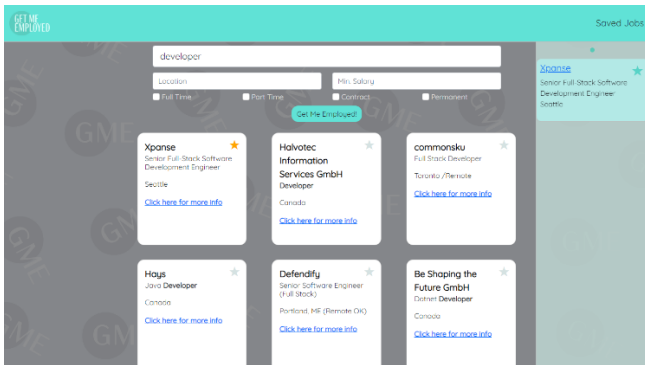 GET ME
EMPLOYED
Saved Jobs
developer
Location
Min. Salary
Full Time
Part Time
Contract
Permanent
Get Me Employed!
Xpanse
Senior Full-Stack Software
Development Engineer
Seattle
Click here for more info
Halvotec
Information
Services GmbH
Developer
Canada
Click here for more info
commonsku
Full Stack Developer
Toronto /Remote
Click here for more info
Hays
Java Developer
Canada
Click here for more info
Defendify
Senior Software Engineer
(Full Stack)
Portland, ME (Remote OK)
Click here for more info
Be Shaping the
Future GmbH
Dotnet Developer
Canada
Click here for more info
Xpanse
Senior Full-Stack Software
Development Engineer
Seattle
GME
GME
GME
GME